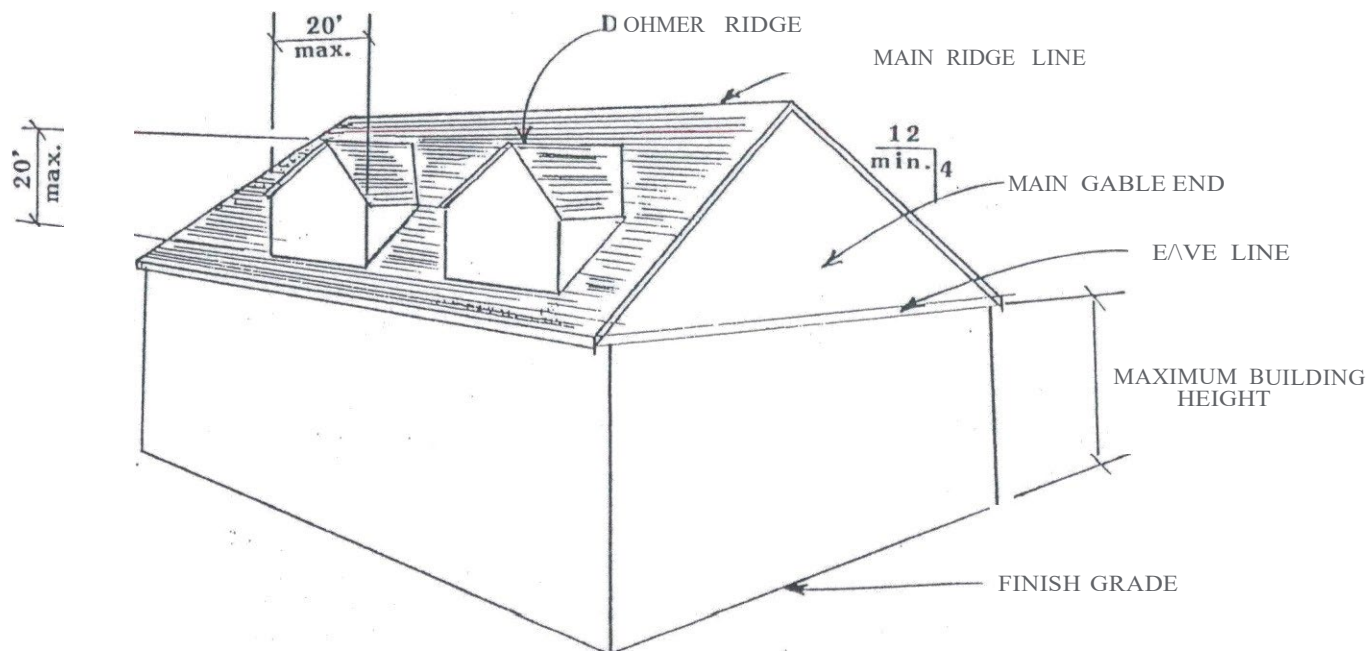 20'
max.
D OHMER RIDGE
MAIN RIDGE LINE
20'
max.
12
min.
4
MAIN GABLE END
E/\VE LINE
MAXIMUM BUILDING
HEIGHT
FINISH GRADE